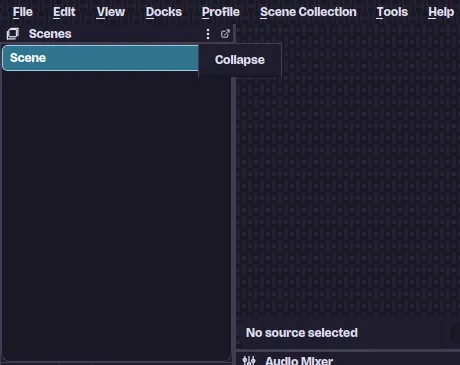 File Edit View Docks Profile Scene Collection Tools Help
Scenes
Scene
Collapse
No source selected
Audio Mixer